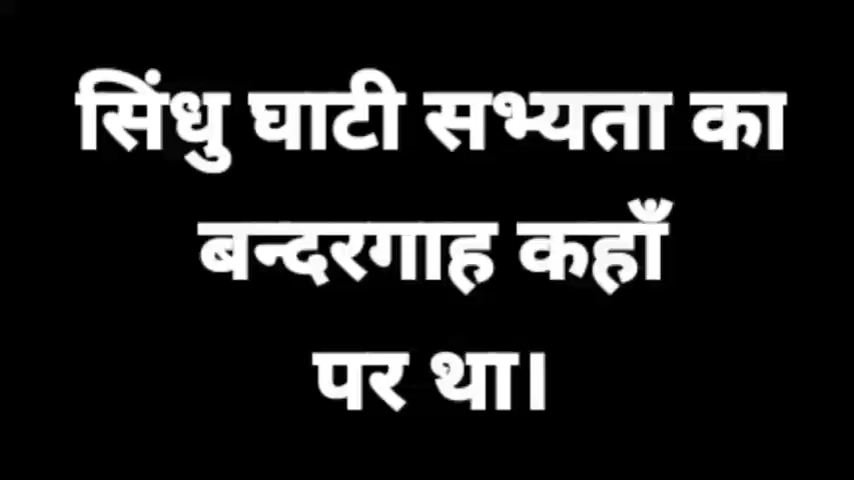 सिंधु घाटी सभ्यता का
बन्दरगाह कहाँ
पर था।